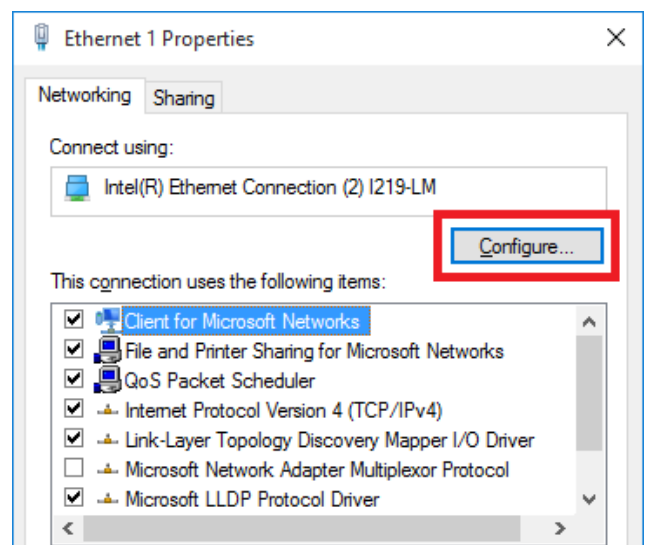 Ethernet 1 Properties
Networking Sharing
Connect using:
Intel(R) Ethernet Connection (2) I219-LM
Configure...
This connection uses the following items:
Client for Microsoft Networks
File and Printer Sharing for Microsoft Networks
QoS Packet Scheduler
Internet Protocol Version 4 (TCP/IPv4)
Link-Layer Topology Discovery Mapper I/O Driver
Microsoft Network Adapter Multiplexor Protocol
Microsoft LLDP Protocol Driver